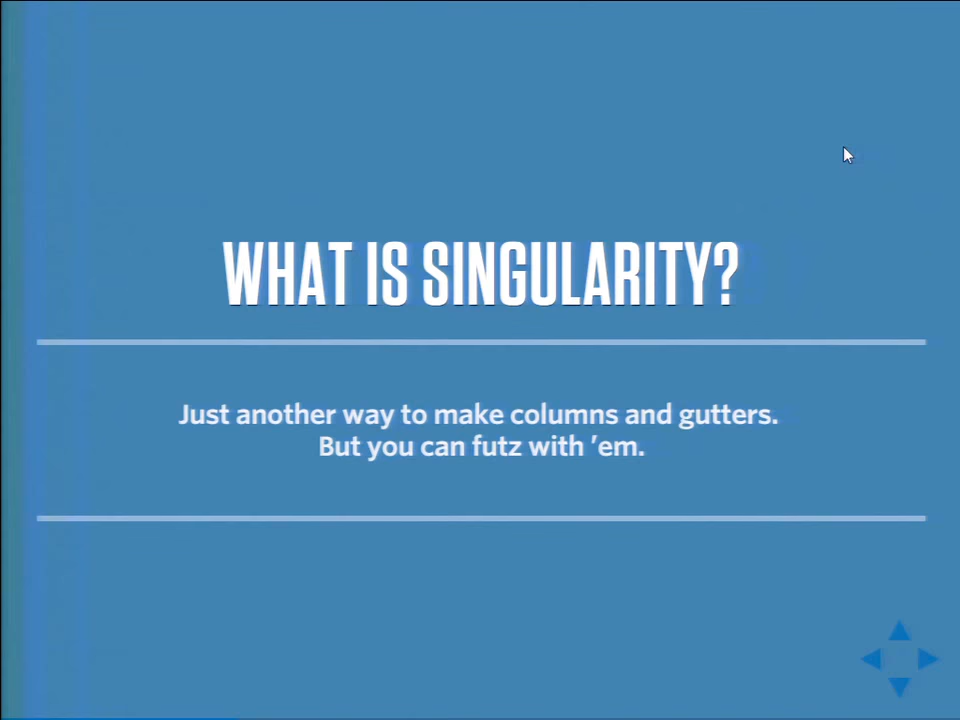 WHAT IS SINGULARITY?
Just another way to make columns and gutters.
But you can futz with ’em.